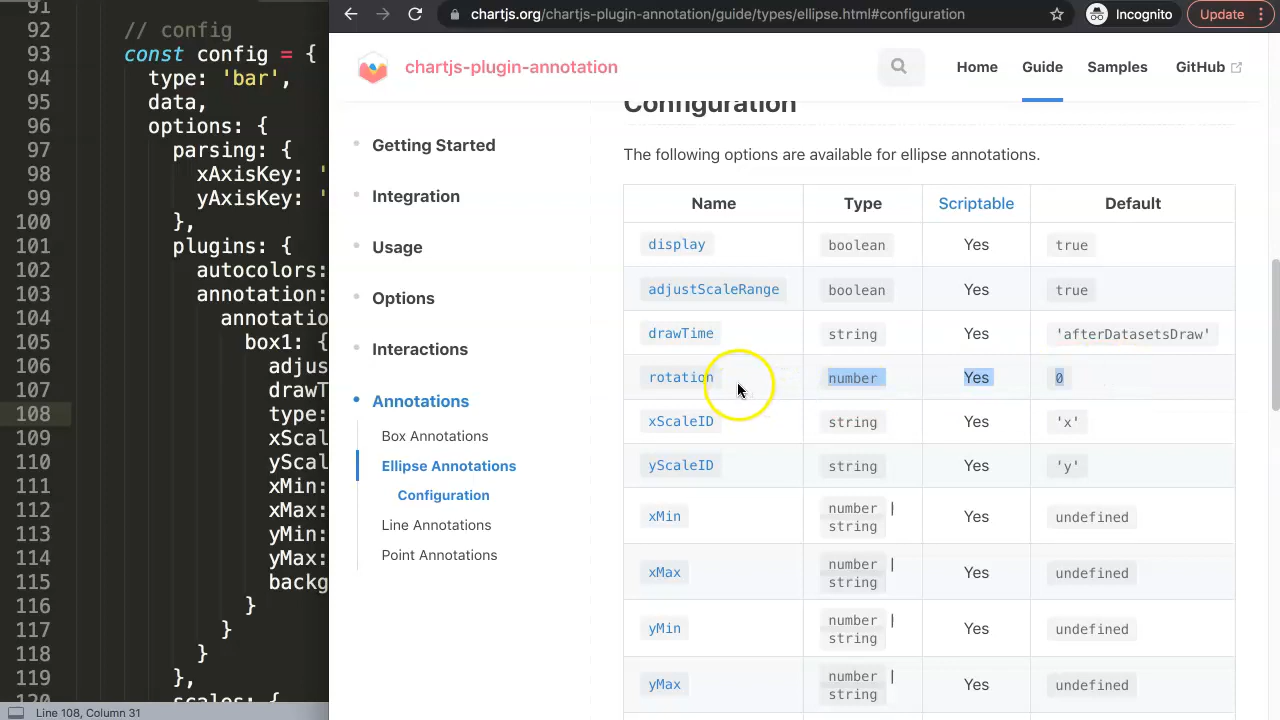 91
92 // config
93 const config = {
94 type: 'bar',
95 data,
96 options: {
97 parsing: {
98 xAxisKey: '
99 yAxisKey: '
100 },
101 plugins: {
102 autocolors:
103 annotation:
104 annotatio
105 box1: {
106 adjus
107 drawT
108 type:
109 xScal
110 yScal
111 xMin:
112 xMax:
113 yMin:
114 yMax:
115 backg
116 }
117 }
118 }
119 },
120 scales: {
Line 108, Column 31
chartjs.org/chartjs-plugin-annotation/guide/types/ellipse.html#configuration
Incognito
Update
chartjs-plugin-annotation
Home Guide Samples GitHub
Getting Started
Integration
Usage
Options
Interactions
Annotations
Box Annotations
Ellipse Annotations
Configuration
Line Annotations
Point Annotations
Configuration
The following options are available for ellipse annotations.
Name Type Scriptable Default
display boolean Yes true
adjustScaleRange boolean Yes true
drawTime string Yes 'afterDatasetsDraw'
rotation number Yes 0
xScaleID string Yes 'x'
yScaleID string Yes 'y'
xMin number | string Yes undefined
xMax number | string Yes undefined
yMin number | string Yes undefined
yMax number | string Yes undefined